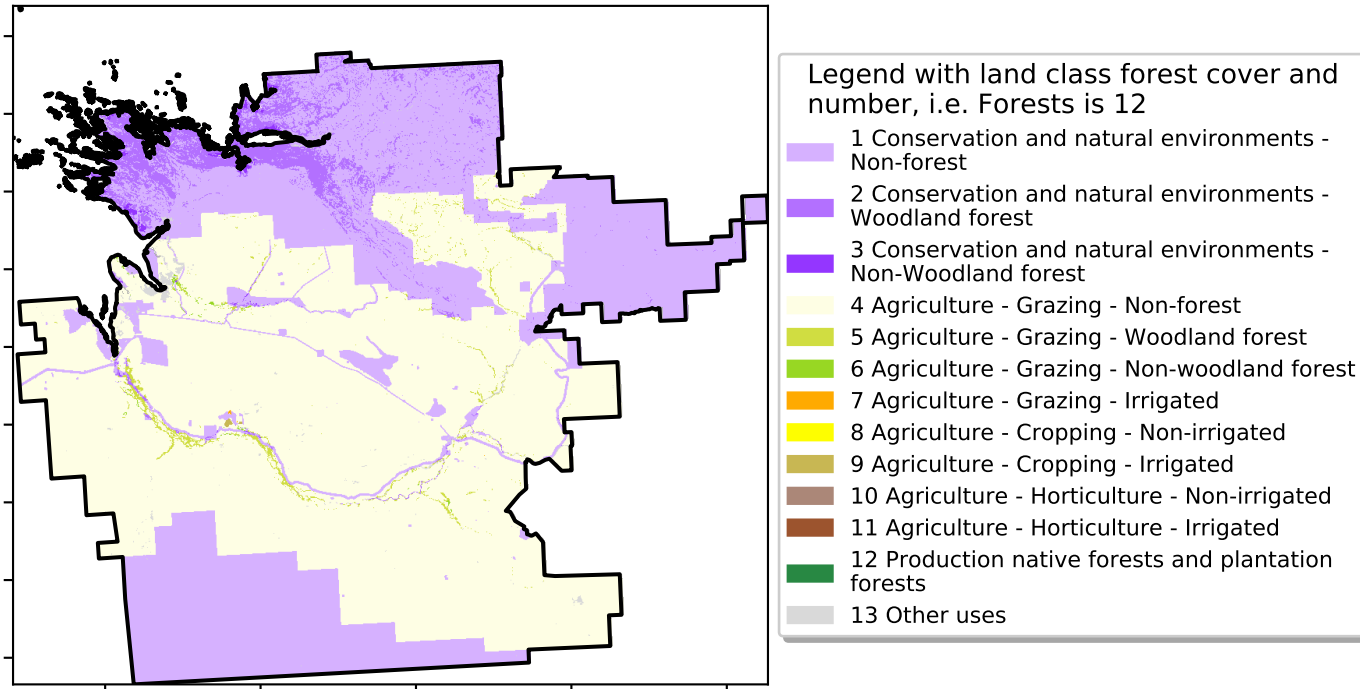 Legend with land class forest cover and
number, i.e. Forests is 12
1 Conservation and natural environments -
Non-forest
2 Conservation and natural environments -
Woodland forest
3 Conservation and natural environments -
Non-Woodland forest
4 Agriculture - Grazing - Non-forest
5 Agriculture - Grazing - Woodland forest
6 Agriculture - Grazing - Non-woodland forest
7 Agriculture - Grazing - Irrigated
8 Agriculture - Cropping - Non-irrigated
9 Agriculture - Cropping - Irrigated
10 Agriculture - Horticulture - Non-irrigated
11 Agriculture - Horticulture - Irrigated
12 Production native forests and plantation
forests
13 Other uses